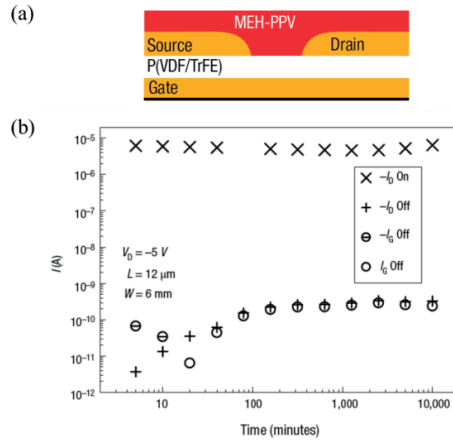 (a)
MEH-PPV
Source Drain
P(VDF/TrFE)
Gate
(b)
10⁻⁵
10⁻⁶
10⁻⁷
10⁻⁸
10⁻⁹
10⁻¹⁰
10⁻¹¹
10⁻¹²
I(A)
V_D = −5 V
L = 12 μm
W = 6 mm
−I_D On
−I_D Off
−I_G Off
I_G Off
10 100 1,000 10,000
Time (minutes)